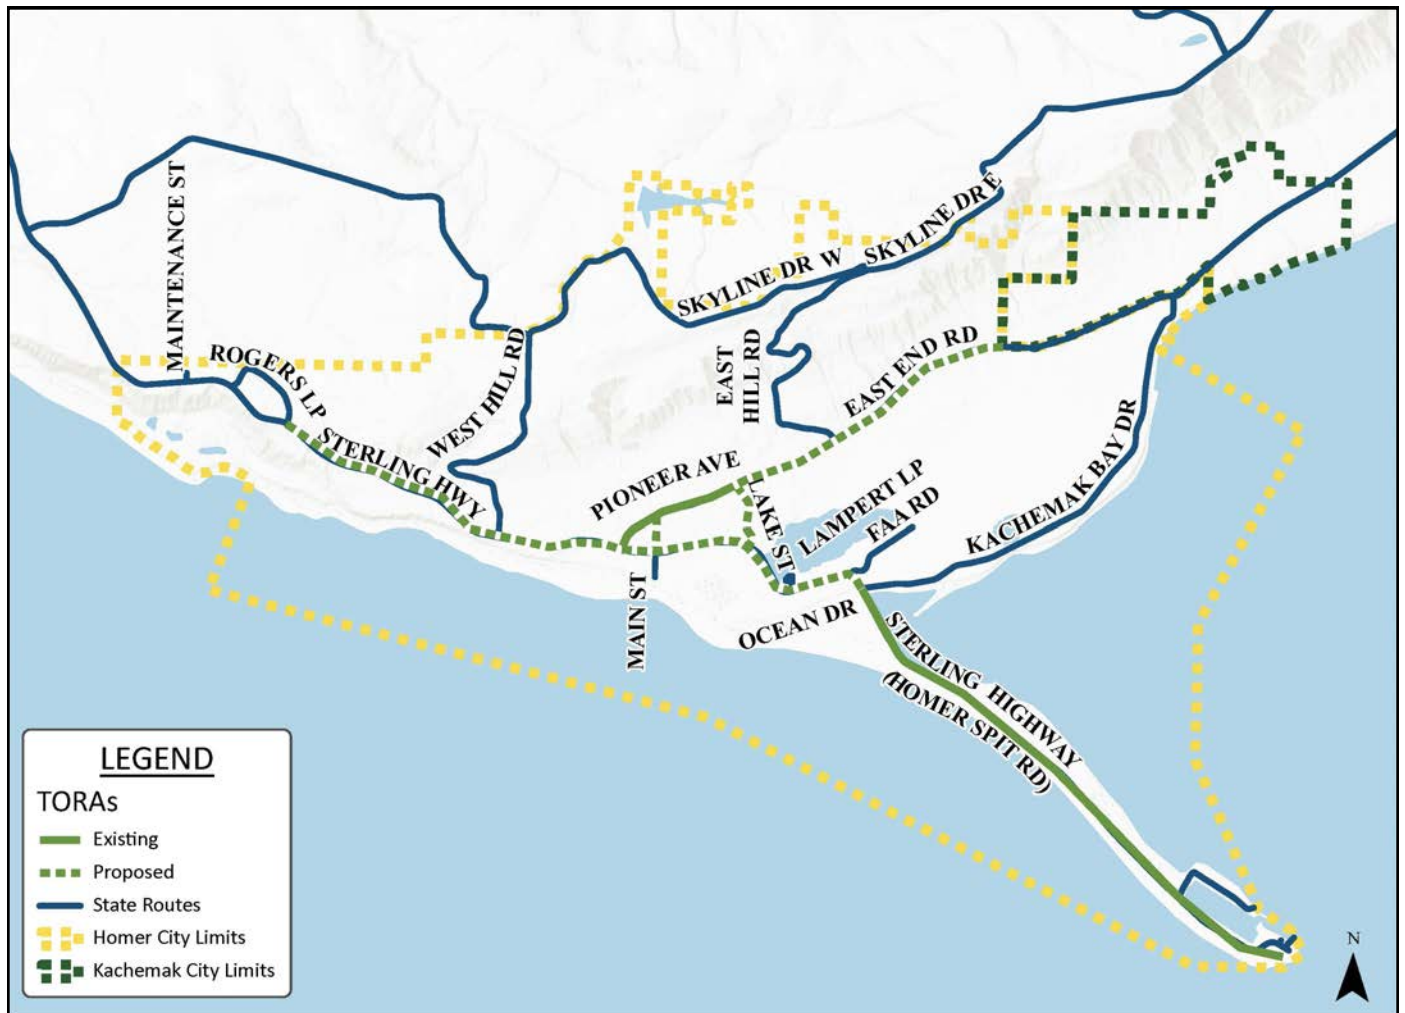 MAINTENANCE ST
ROGERS LP
STERLING HWY
WEST HILL RD
SKYLINE DR W
SKYLINE DR E
EAST
HILL RD
EAST END RD
PIONEER AVE
LAKE ST
LAMPERT LP
FAA RD
KACHEMAK BAY DR
MAIN ST
OCEAN DR
STERLING HIGHWAY
(HOMER SPIT RD)
LEGEND
TORAs
Existing
Proposed
State Routes
Homer City Limits
Kachemak City Limits
N